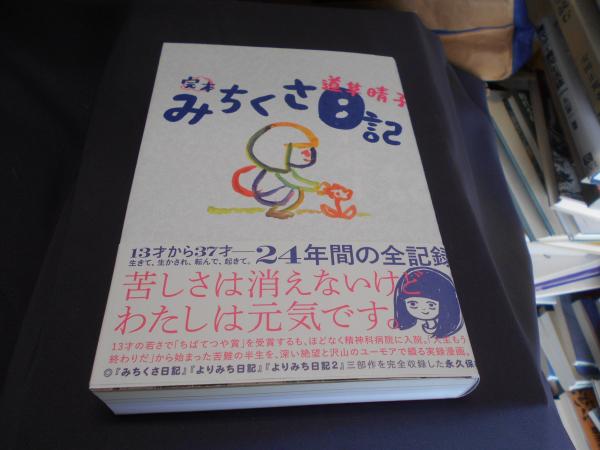 完本
みちくさ日記
道草晴子
13才から37才―24年間の全記録
生きて、生かされ、転んで、起きて。
苦しさは消えないけど
わたしは元気です。
13才の若さで「ちばてつや賞」を受賞するも、ほどなく精神科病院に入院。「人生もう
終わりだ」から始まった苦難の半生を、深い絶望と沢山のユーモアで綴る実録漫画。
◎『みちくさ日記』『よりみち日記』『よりみち日記2』三部作を完全収録した永久保